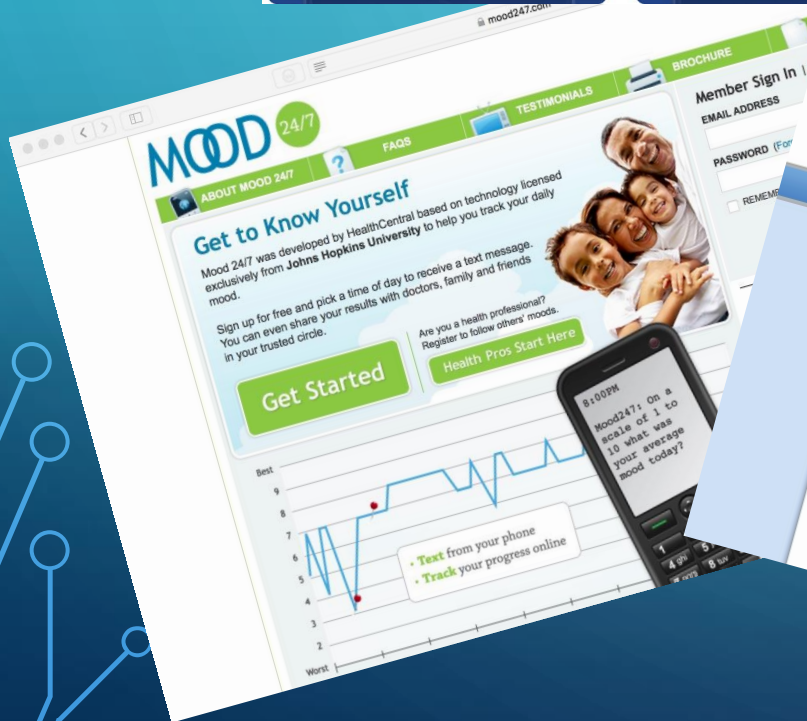 mood247.com
MOOD 24/7
ABOUT MOOD 24/7
FAQS
TESTIMONIALS
BROCHURE
Member Sign In
EMAIL ADDRESS
PASSWORD
Get to Know Yourself
Mood 24/7 was developed by HealthCentral based on technology licensed
exclusively from Johns Hopkins University to help you track your daily
mood.
Sign up for free and pick a time of day to receive a text message.
You can even share your results with doctors, family and friends
in your trusted circle.
Get Started
Are you a health professional?
Register to follow others' moods.
Health Pros Start Here
Best
9
8
7
6
5
4
3
2
Worst
• Text from your phone
• Track your progress online
8:00PM
Mood247: On a
scale of 1 to
10 what was
your average
mood today?
1
4 ghi
5
8 tuv